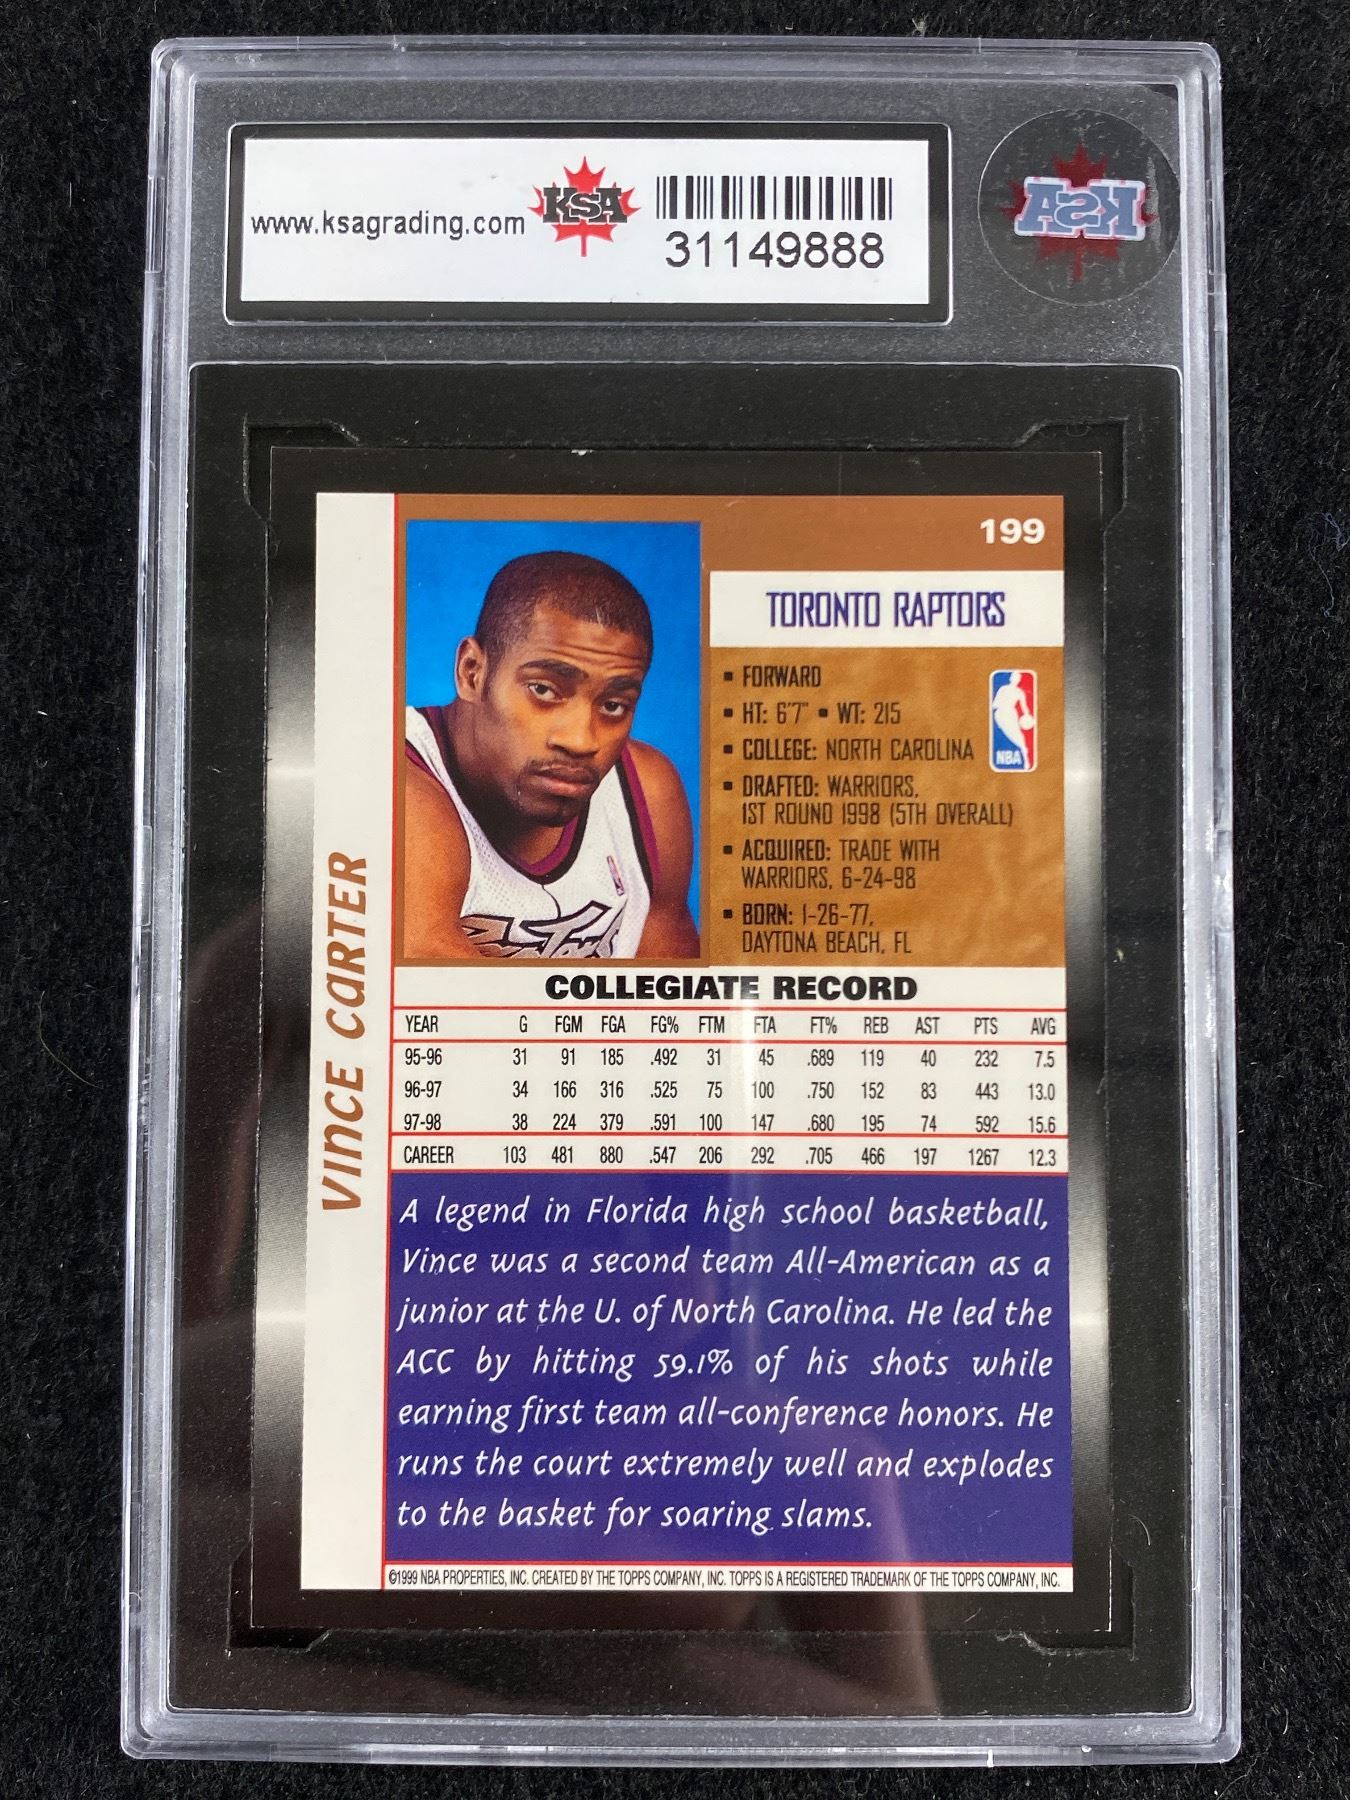 www.ksagrading.com
KSA
31149888
KSA
199
TORONTO RAPTORS
▪ FORWARD
▪ HT: 6'7" ▪ WT: 215
▪ COLLEGE: NORTH CAROLINA
▪ DRAFTED: WARRIORS,
1ST ROUND 1998 (5TH OVERALL)
▪ ACQUIRED: TRADE WITH
WARRIORS, 6-24-98
▪ BORN: 1-26-77,
DAYTONA BEACH, FL
NBA
VINCE CARTER
COLLEGIATE RECORD
YEAR G FGM FGA FG% FTM FTA FT% REB AST PTS AVG
95-96 31 91 185 .492 31 45 .689 119 40 232 7.5
96-97 34 166 316 .525 75 100 .750 152 83 443 13.0
97-98 38 224 379 .591 100 147 .680 195 74 592 15.6
CAREER 103 481 880 .547 206 292 .705 466 197 1267 12.3
A legend in Florida high school basketball,
Vince was a second team All-American as a
junior at the U. of North Carolina. He led the
ACC by hitting 59.1% of his shots while
earning first team all-conference honors. He
runs the court extremely well and explodes
to the basket for soaring slams.
©1999 NBA PROPERTIES, INC. CREATED BY THE TOPPS COMPANY, INC. TOPPS IS A REGISTERED TRADEMARK OF THE TOPPS COMPANY, INC.